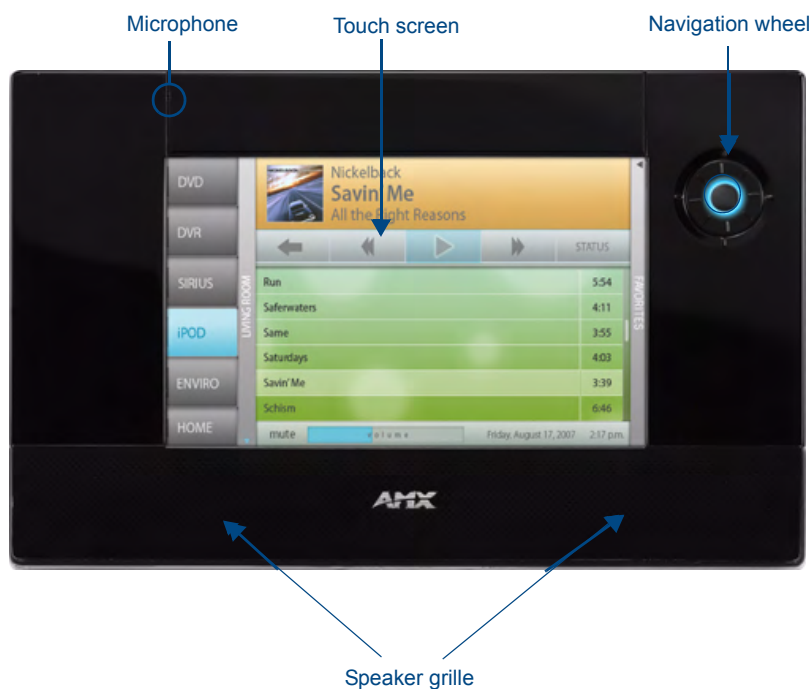 Microphone
Touch screen
Navigation wheel
DVD
DVR
SIRIUS
iPOD
ENVIRO
HOME
LIVING ROOM
Nickelback
Savin' Me
All the Right Reasons
STATUS
Run 5:54
Saferwaters 4:11
Same 3:55
Saturdays 4:03
Savin' Me 3:39
Schism 6:46
mute volume Friday, August 17, 2007 2:17 p.m.
FAVORITES
AMX
Speaker grille